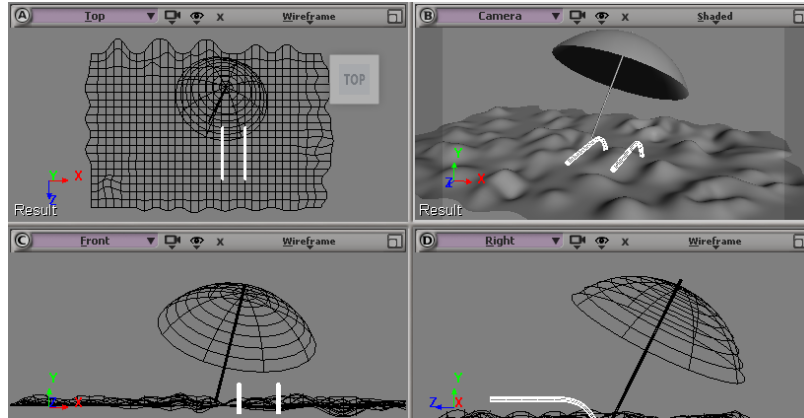 A Top x Wireframe
B Camera x Shaded
TOP
Y X Z
Result
Y Z X
Result
C Front x Wireframe
D Right x Wireframe
Y Z X
Y Z X